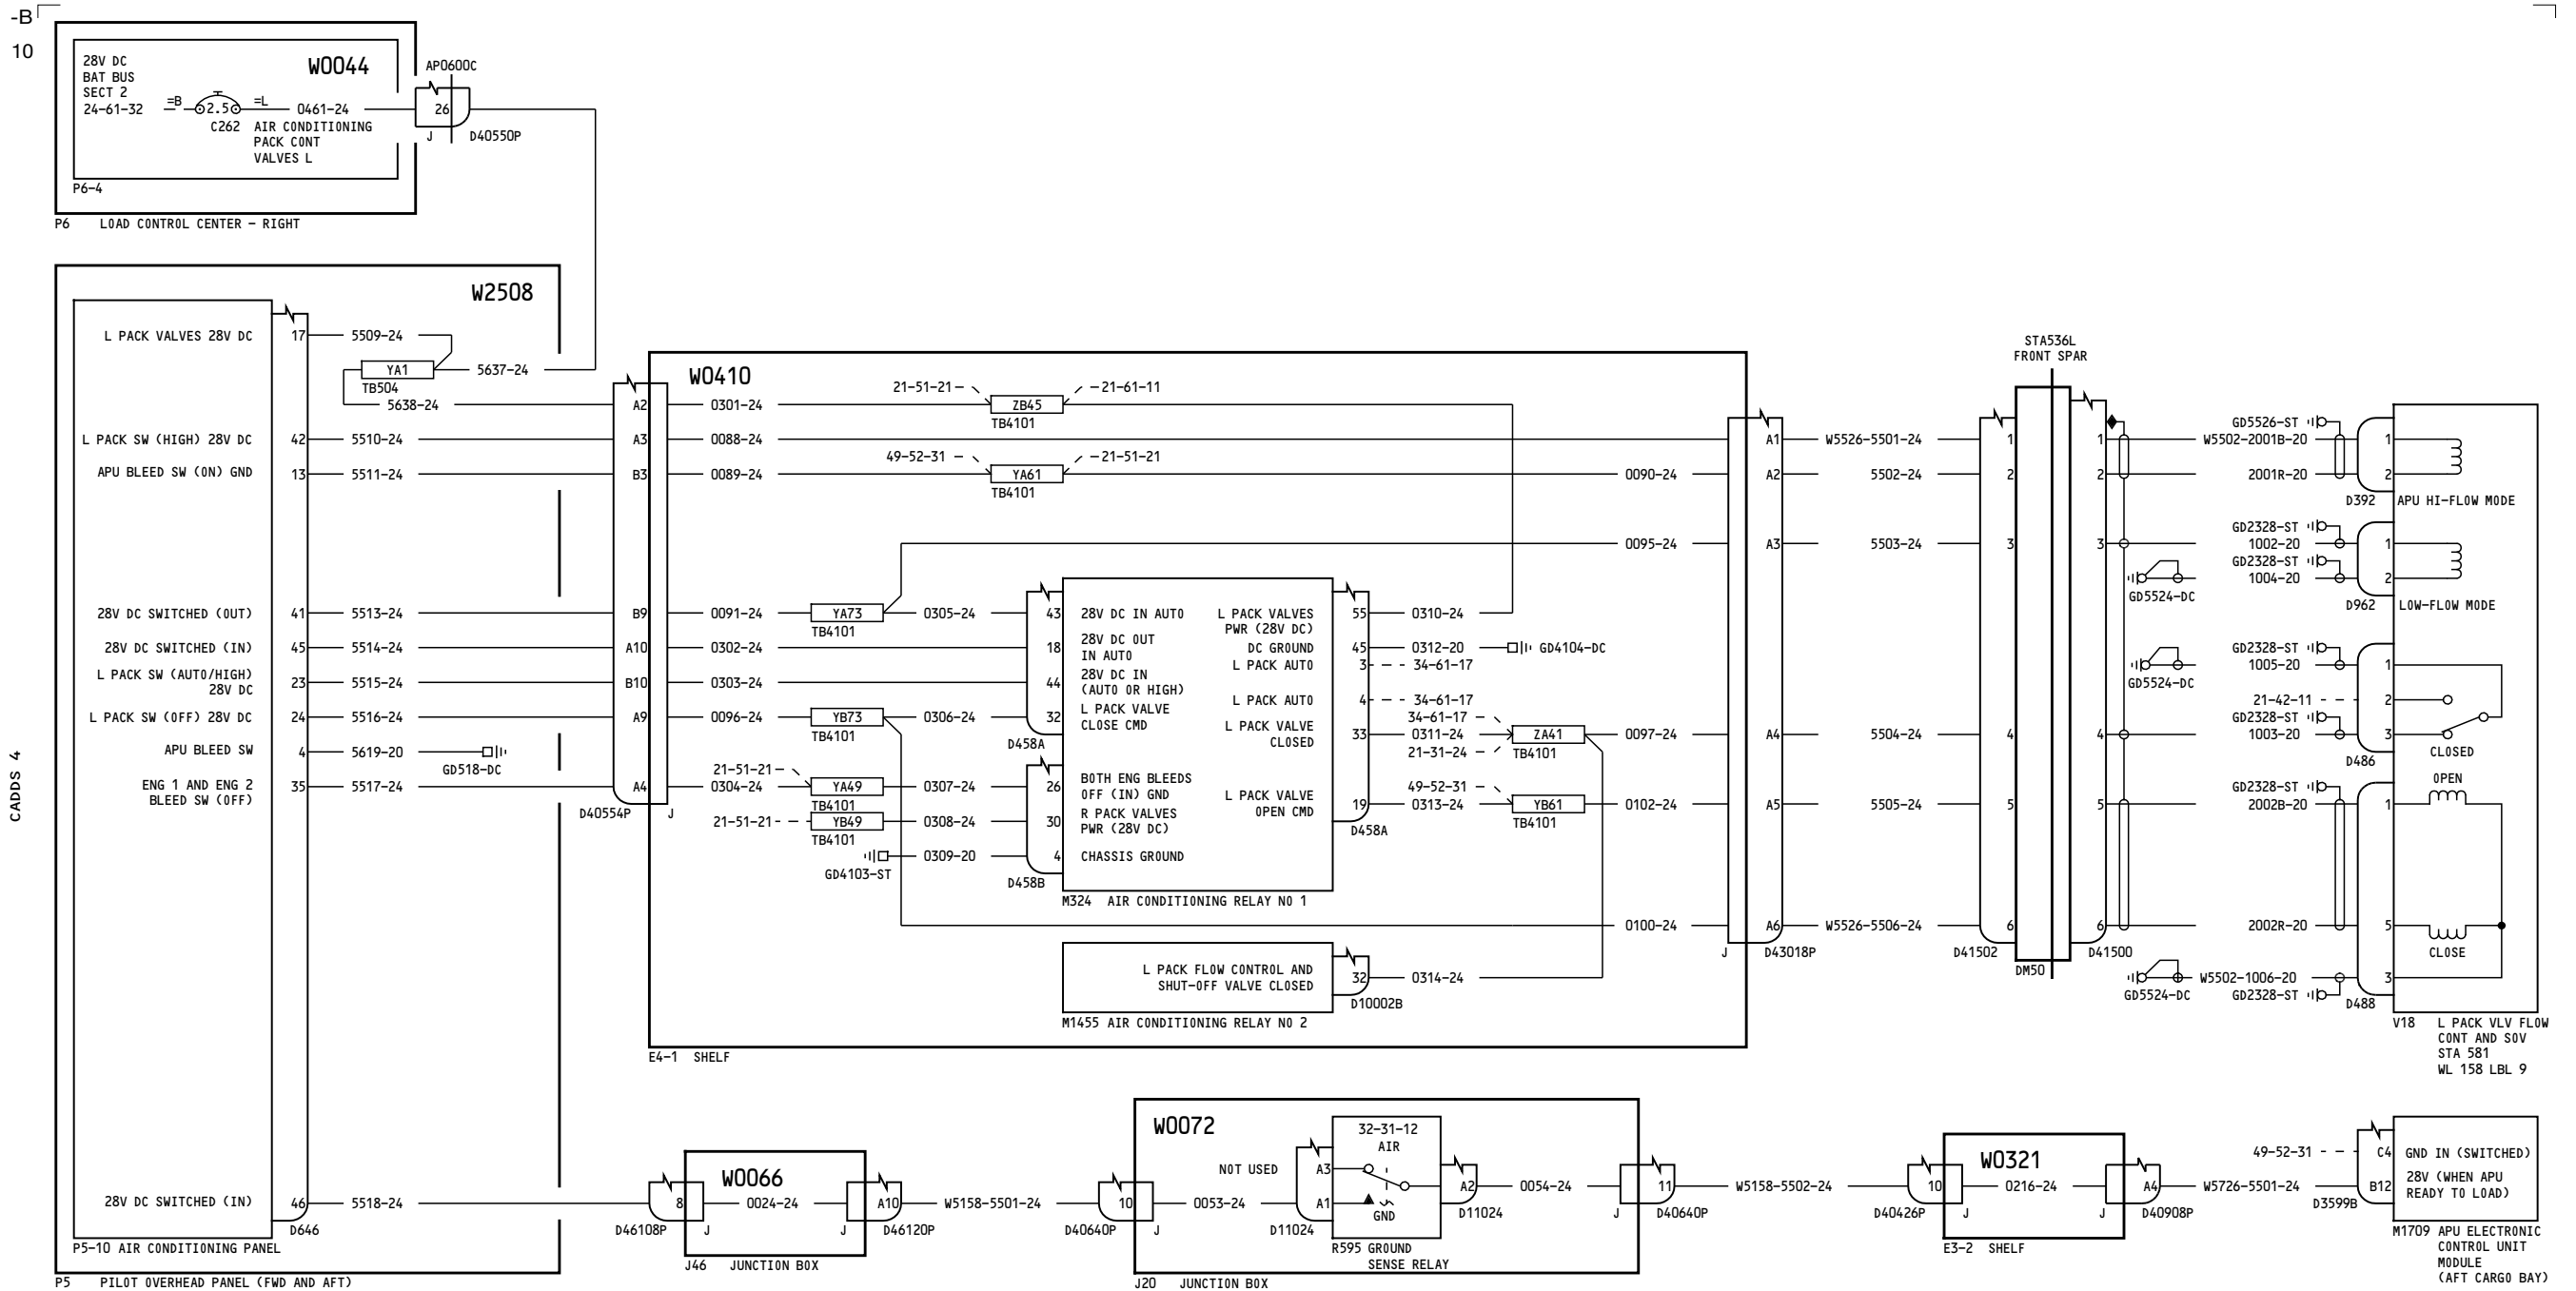 -B
10
CADDS 4
28V DC
BAT BUS
SECT 2
24-61-32
=B
2.5
=L
0461-24
C262
AIR CONDITIONING
PACK CONT
VALVES L
W0044
AP0600C
26
J
D40550P
P6-4
P6 LOAD CONTROL CENTER - RIGHT
W2508
L PACK VALVES 28V DC 17 5509-24
YA1
TB504
5637-24
5638-24
L PACK SW (HIGH) 28V DC 42 5510-24
APU BLEED SW (ON) GND 13 5511-24
28V DC SWITCHED (OUT) 41 5513-24
28V DC SWITCHED (IN) 45 5514-24
L PACK SW (AUTO/HIGH)
28V DC 23 5515-24
L PACK SW (OFF) 28V DC 24 5516-24
APU BLEED SW 4 5619-20
GD518-DC
ENG 1 AND ENG 2
BLEED SW (OFF) 35 5517-24
28V DC SWITCHED (IN) 46 5518-24
D646
P5-10 AIR CONDITIONING PANEL
P5 PILOT OVERHEAD PANEL (FWD AND AFT)
W0410
A2 0301-24
21-51-21
ZB45
21-61-11
TB4101
A3 0088-24
B3 0089-24
49-52-31
YA61
21-51-21
TB4101
0090-24
0095-24
B9 0091-24 YA73 0305-24
TB4101
A10 0302-24
B10 0303-24
A9 0096-24 YB73 0306-24
TB4101
21-51-21
A4 0304-24 YA49 0307-24
TB4101
21-51-21 YB49 0308-24
TB4101
0309-20
GD4103-ST
D40554P
J
43 28V DC IN AUTO
18 28V DC OUT
IN AUTO
44 28V DC IN
(AUTO OR HIGH)
32 L PACK VALVE
CLOSE CMD
D458A
26 BOTH ENG BLEEDS
OFF (IN) GND
30 R PACK VALVES
PWR (28V DC)
4 CHASSIS GROUND
D458B
L PACK VALVES
PWR (28V DC) 55 0310-24
DC GROUND 45 0312-20 GD4104-DC
L PACK AUTO 3 34-61-17
L PACK AUTO 4 34-61-17
L PACK VALVE
CLOSED 33 0311-24
34-61-17
21-31-24
ZA41
TB4101
0097-24
L PACK VALVE
OPEN CMD 19 0313-24
49-52-31
YB61
TB4101
0102-24
D458A
M324 AIR CONDITIONING RELAY NO 1
0100-24
L PACK FLOW CONTROL AND
SHUT-OFF VALVE CLOSED 32 0314-24
D10002B
M1455 AIR CONDITIONING RELAY NO 2
E4-1 SHELF
A1 W5526-5501-24 1
A2 5502-24 2
A3 5503-24 3
A4 5504-24 4
A5 5505-24 5
A6 W5526-5506-24 6
J
D43018P
D41502
STA536L
FRONT SPAR
DM50
1
2
3
4
5
6
D41500
GD5526-ST
W5502-2001B-20 1
2001R-20 2
D392 APU HI-FLOW MODE
GD2328-ST
1002-20 1
GD2328-ST
1004-20 2
GD5524-DC
D962 LOW-FLOW MODE
GD2328-ST
1005-20 1
GD5524-DC
21-42-11 2
GD2328-ST
1003-20 3
CLOSED
D486
GD2328-ST
2002B-20 1
OPEN
2002R-20 5
CLOSE
W5502-1006-20 3
GD5524-DC
GD2328-ST
D488
V18 L PACK VLV FLOW
CONT AND SOV
STA 581
WL 158 LBL 9
D46108P
8
J
W0066
0024-24
A10
J
D46120P
J46 JUNCTION BOX
W5158-5501-24
10
D40640P
J
W0072
0053-24
NOT USED
A3
A1
D11024
32-31-12
AIR
GND
A2
D11024
R595 GROUND
SENSE RELAY
0054-24
11
J
D40640P
J20 JUNCTION BOX
W5158-5502-24
10
D40426P
J
W0321
0216-24
A4
J
D40908P
E3-2 SHELF
W5726-5501-24
49-52-31
C4 GND IN (SWITCHED)
B12 28V (WHEN APU
READY TO LOAD)
D3599B
M1709 APU ELECTRONIC
CONTROL UNIT
MODULE
(AFT CARGO BAY)